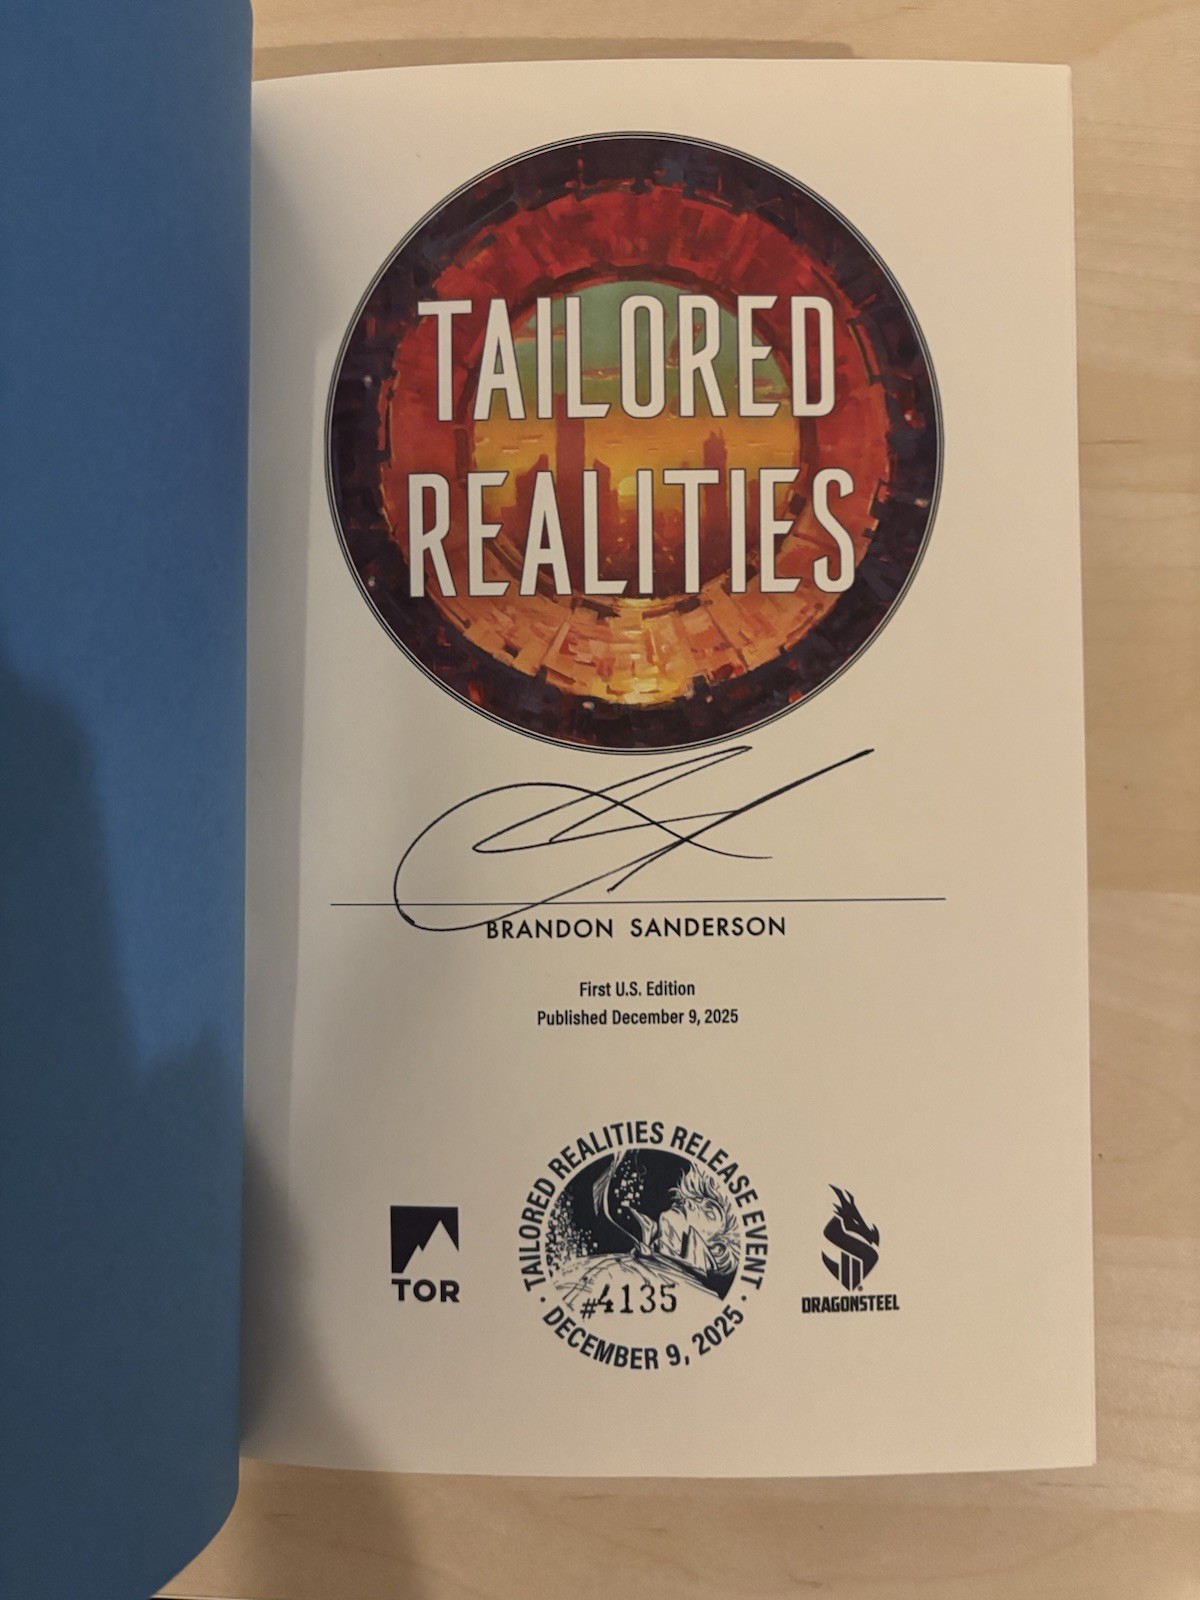 TAILORED
REALITIES
BRANDON SANDERSON
First U.S. Edition
Published December 9, 2025
TAILORED REALITIES RELEASE EVENT
#4135
· DECEMBER 9, 2025 ·
TOR
DRAGONSTEEL